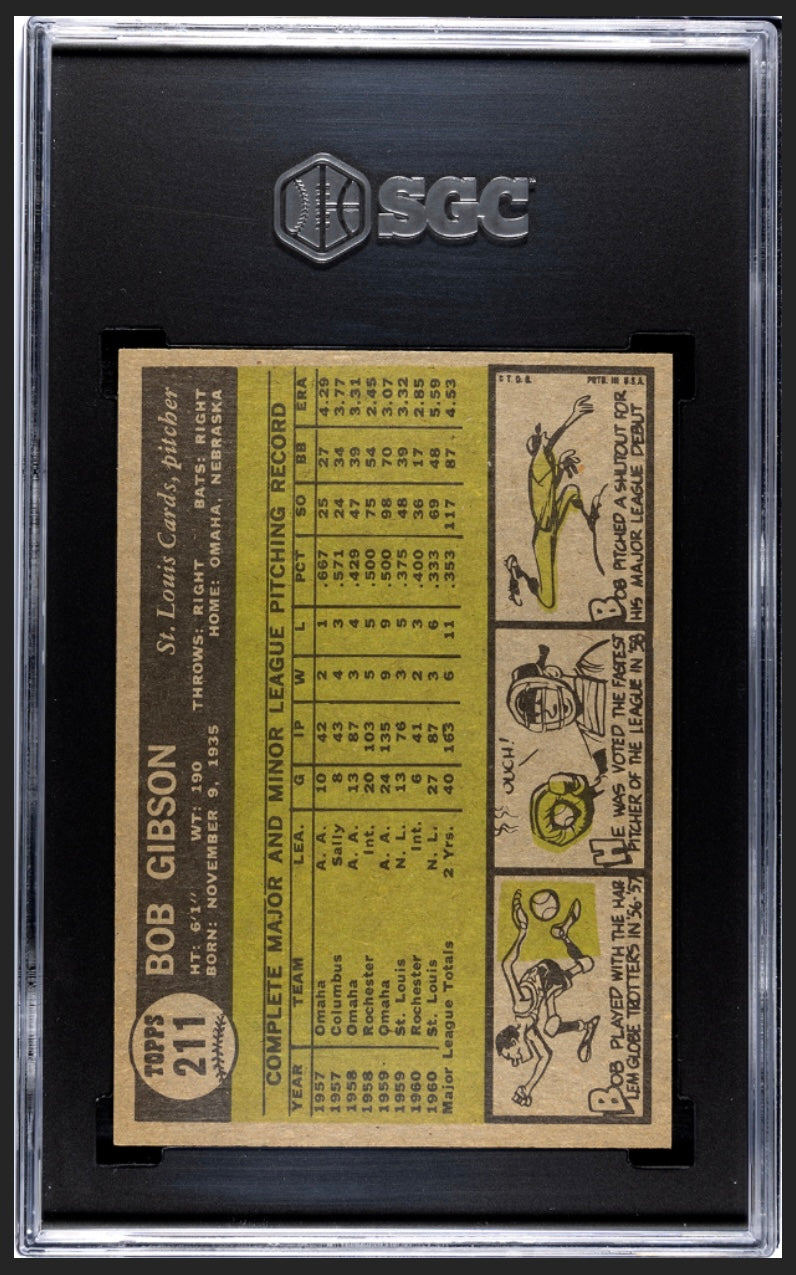 SGC
TOPPS
211
BOB GIBSON
St. Louis Cards, pitcher
HT: 6'1" WT: 190 THROWS: RIGHT BATS: RIGHT
BORN: NOVEMBER 9, 1935 HOME: OMAHA, NEBRASKA
COMPLETE MAJOR AND MINOR LEAGUE PITCHING RECORD
YEAR TEAM LEA. G IP W L PCT SO BB ERA
1957 Omaha A. A. 10 42 2 1 .667 25 27 4.29
1957 Columbus Sally 8 43 4 3 .571 24 34 3.77
1958 Omaha A. A. 13 87 3 4 .429 47 39 3.31
1958 Rochester Int. 20 103 5 5 .500 75 54 2.45
1959 Omaha A. A. 24 135 9 9 .500 98 70 3.07
1959 St. Louis N. L. 13 76 3 5 .375 48 39 3.32
1960 Rochester Int. 6 41 2 3 .400 36 17 2.85
1960 St. Louis N. L. 27 87 3 6 .333 69 48 5.59
Major League Totals 2 Yrs. 40 163 6 11 .353 117 87 4.53
BOB PLAYED WITH THE HAR
LEM GLOBE TROTTERS IN '56-'57
OUCH!
HE WAS VOTED THE FASTEST
PITCHER OF THE LEAGUE IN '58
© T. C. G. PRTD. IN U.S.A.
BOB PITCHED A SHUTOUT FOR
HIS MAJOR LEAGUE DEBUT